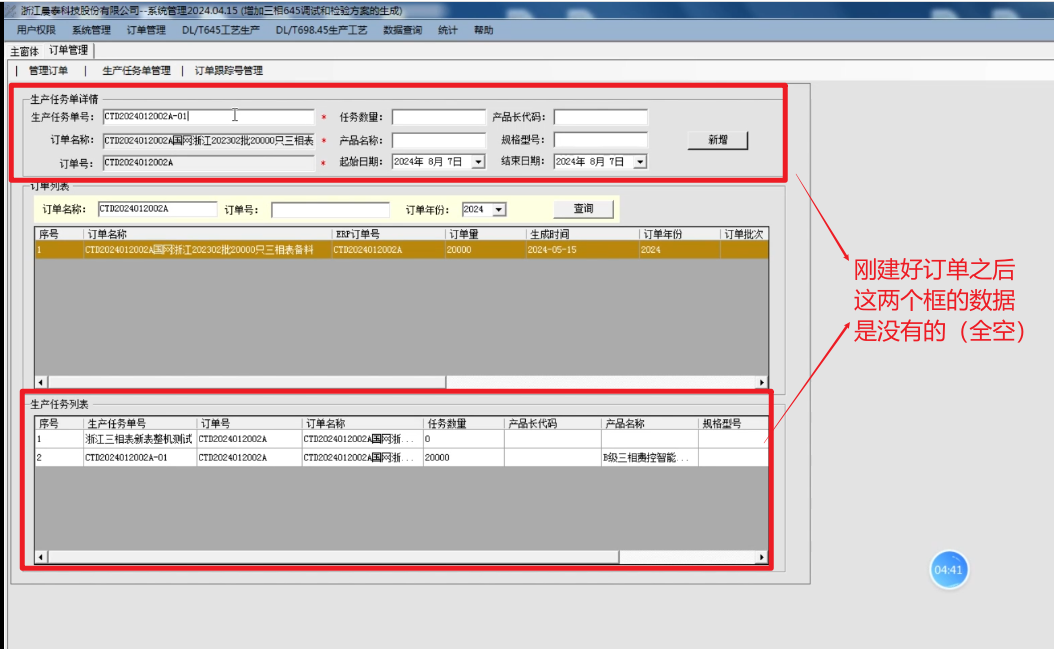 浙江晨泰科技股份有限公司--系统管理2024.04.15 (增加三相645调试和检验方案的生成)
用户权限 系统管理 订单管理 DL/T645工艺生产 DL/T698.45生产工艺 数据查询 统计 帮助
主窗体 订单管理
| 管理订单 | 生产任务单管理 | 订单跟踪号管理
生产任务单详情
生产任务单号: CTD2024012002A-01 * 任务数量: 产品长代码:
订单名称: CTD2024012002A国网浙江202302批20000只三相表 * 产品名称: 规格型号: 新增
订单号: CTD2024012002A * 起始日期: 2024年 8月 7日 结束日期: 2024年 8月 7日
订单列表
订单名称: CTD2024012002A 订单号: 订单年份: 2024 查询
序号 订单名称 ERP订单号 订单量 生成时间 订单年份 订单批次
1 CTD2024012002A国网浙江202302批20000只三相表备料 CTD2024012002A 20000 2024-05-15 2024
刚建好订单之后
这两个框的数据
是没有的（全空）
生产任务列表
序号 生产任务单号 订单号 订单名称 任务数量 产品长代码 产品名称 规格型号
1 浙江三相表新表整机测试 CTD2024012002A CTD2024012002A国网浙... 0
2 CTD2024012002A-01 CTD2024012002A CTD2024012002A国网浙... 20000 B级三相费控智能...
04:41